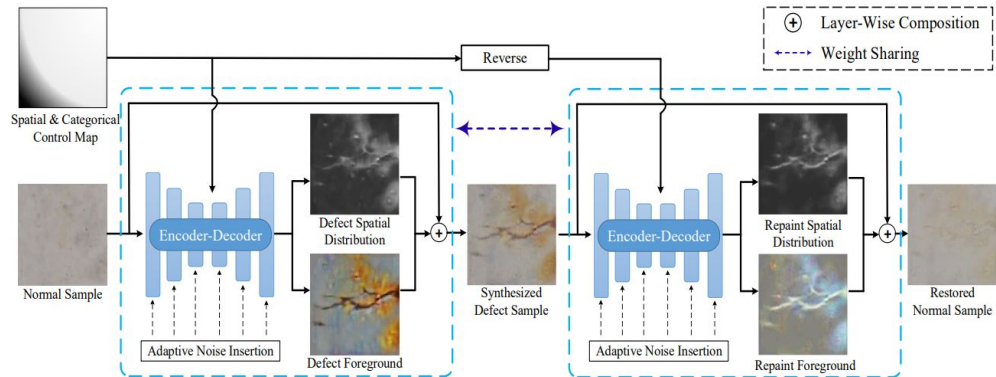 Layer-Wise Composition
Weight Sharing
Reverse
Spatial & Categorical
Control Map
Encoder-Decoder
Defect Spatial
Distribution
Normal Sample
Adaptive Noise Insertion
Defect Foreground
Synthesized
Defect Sample
Encoder-Decoder
Repaint Spatial
Distribution
Adaptive Noise Insertion
Repaint Foreground
Restored
Normal Sample